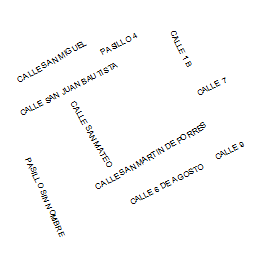 CALLE SAN MIGUEL
PASILLO 4
CALLE 1 B
CALLE SAN JUAN BAUTISTA
CALLE 7
CALLE SAN MATEO
CALLE SAN MARTIN DE PORRES
CALLE 9
PASILLO SIN NOMBRE
CALLE 6 DE AGOSTO